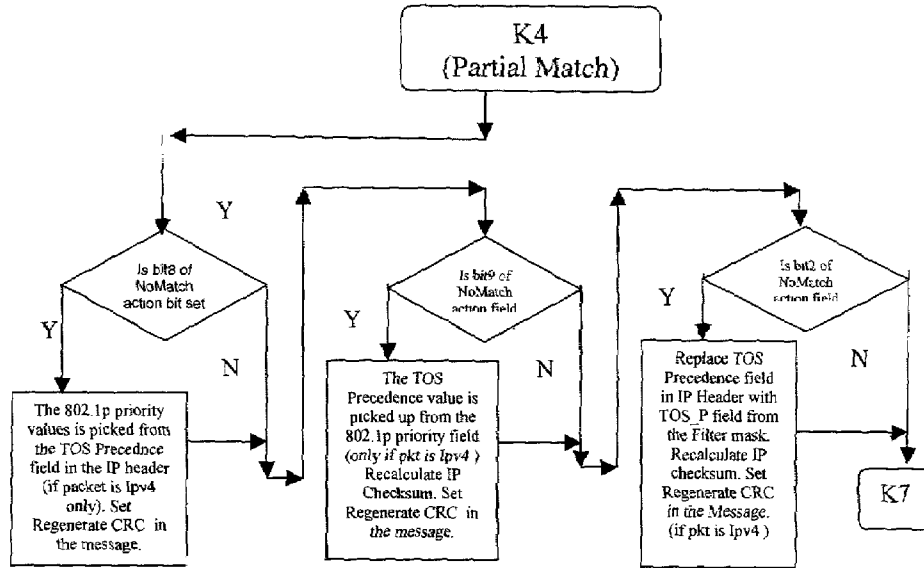 K4
(Partial Match)
Y
Is bit8 of
NoMatch
action bit set
Y
N
The 802.1p priority
values is picked from
the TOS Precednce
field in the IP header
(if packet is Ipv4
only). Set
Regenerate CRC in
the message.
Is bit9 of
NoMatch
action field
Y
N
The TOS
Precedence value is
picked up from the
802.1p priority field
(only if pkt is Ipv4 )
Recalculate IP
Checksum. Set
Regenerate CRC in
the message.
Is bit2 of
NoMatch
action field
Y
N
Replace TOS
Precedence field
in IP Header with
TOS_P field from
the Filter mask.
Recalculate IP
checksum. Set
Regenerate CRC
in the Message.
(if pkt is Ipv4 )
K7